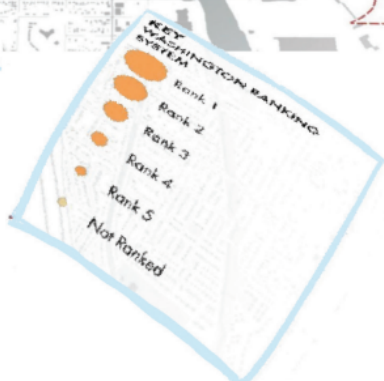 KEY
WASHINGTON RANKING
SYSTEM
Rank 1
Rank 2
Rank 3
Rank 4
Rank 5
Not Ranked